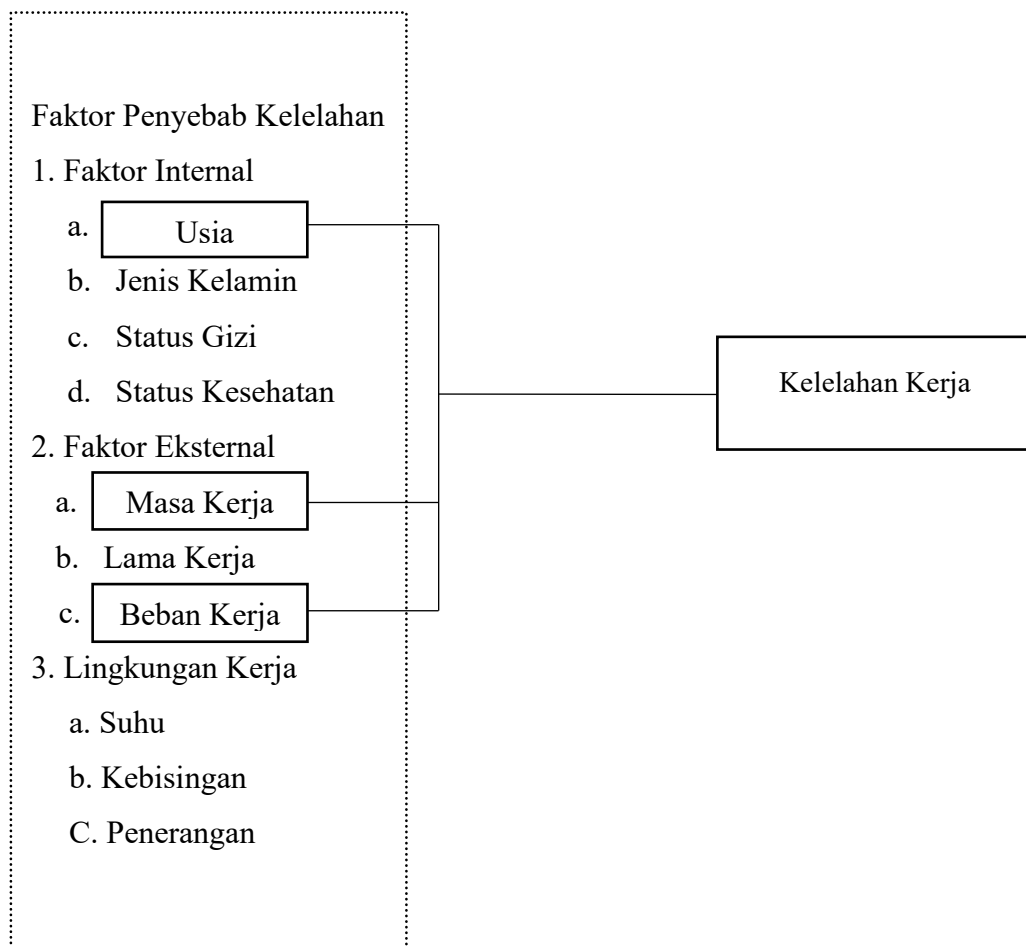 Faktor Penyebab Kelelahan
1. Faktor Internal
a. Usia
b. Jenis Kelamin
c. Status Gizi
d. Status Kesehatan
2. Faktor Eksternal
a. Masa Kerja
b. Lama Kerja
c. Beban Kerja
3. Lingkungan Kerja
a. Suhu
b. Kebisingan
C. Penerangan
Kelelahan Kerja